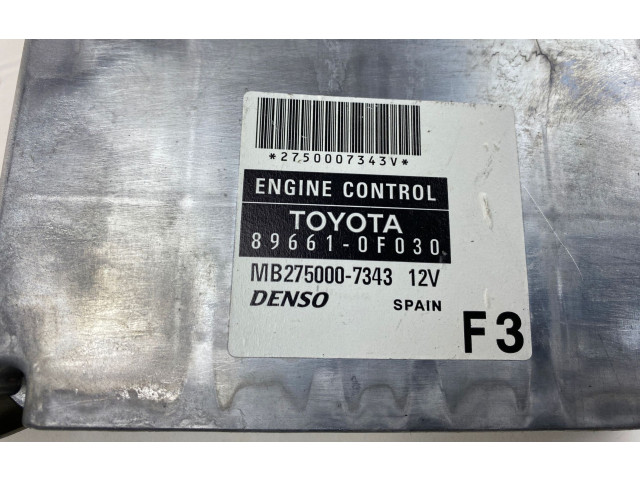 *2750007343V*
ENGINE CONTROL
TOYOTA
89661-0F030
MB275000-7343 12V
DENSO SPAIN
F3